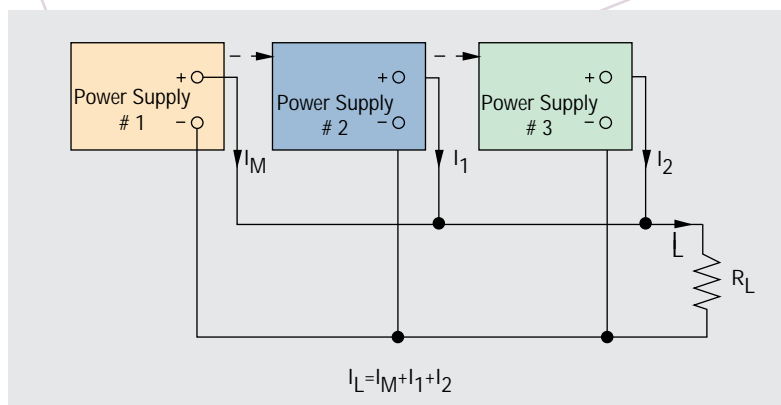 Power Supply
# 1
+
−
Power Supply
# 2
+
−
Power Supply
# 3
+
−
I_M
I_1
I_2
I_L
R_L
I_L=I_M+I_1+I_2